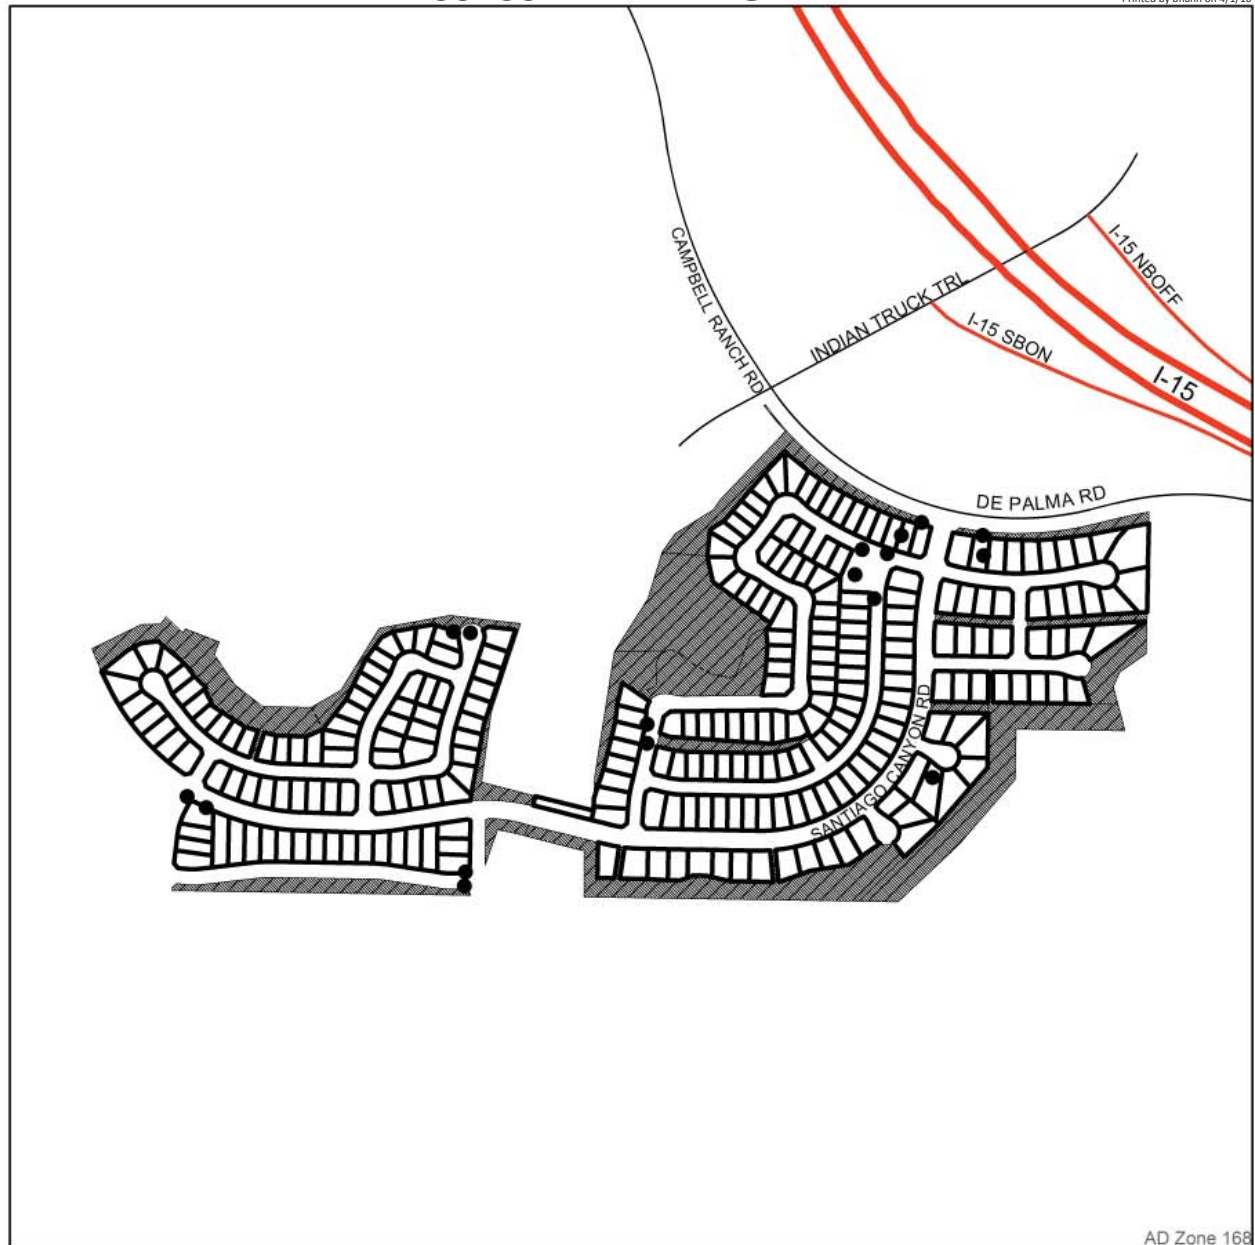 CAMPBELL RANCH RD
I-15 NBOFF
INDIAN TRUCK TRL
I-15 SBON
I-15
DE PALMA RD
SANTIAGO CANYON RD
AD Zone 168